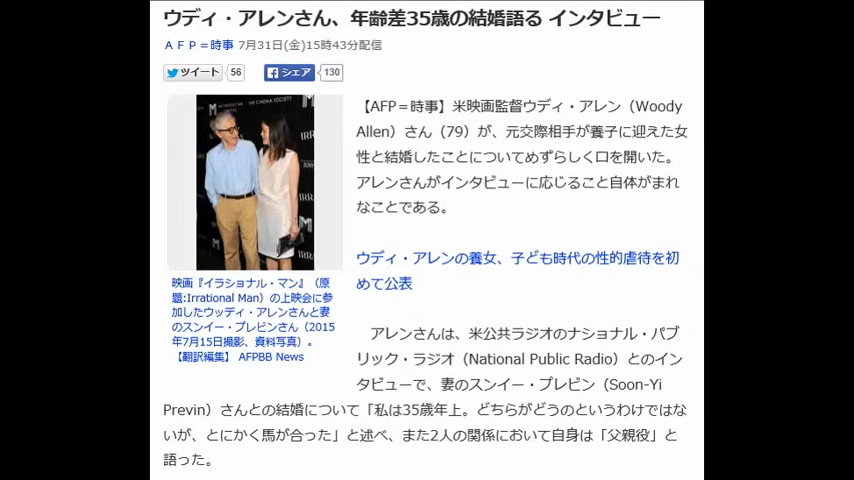 ウディ・アレンさん、年齢差35歳の結婚語る インタビュー
ＡＦＰ＝時事 7月31日(金)15時43分配信
ツイート 56 シェア 130
【AFP＝時事】米映画監督ウディ・アレン（Woody
Allen）さん（79）が、元交際相手が養子に迎えた女
性と結婚したことについてめずらしく口を開いた。
アレンさんがインタビューに応じること自体がまれ
なことである。
ウディ・アレンの養女、子ども時代の性的虐待を初
めて公表
映画『イラショナル・マン』（原
題:Irrational Man）の上映会に参
加したウッディ・アレンさんと妻
のスンイー・プレビンさん（2015
年7月15日撮影、資料写真）。
【翻訳編集】 AFPBB News
アレンさんは、米公共ラジオのナショナル・パブ
リック・ラジオ（National Public Radio）とのイン
タビューで、妻のスンイー・プレビン（Soon-Yi
Previn）さんとの結婚について「私は35歳年上。どちらがどうのというわけではな
いが、とにかく馬が合った」と述べ、また2人の関係において自身は「父親役」と
語った。